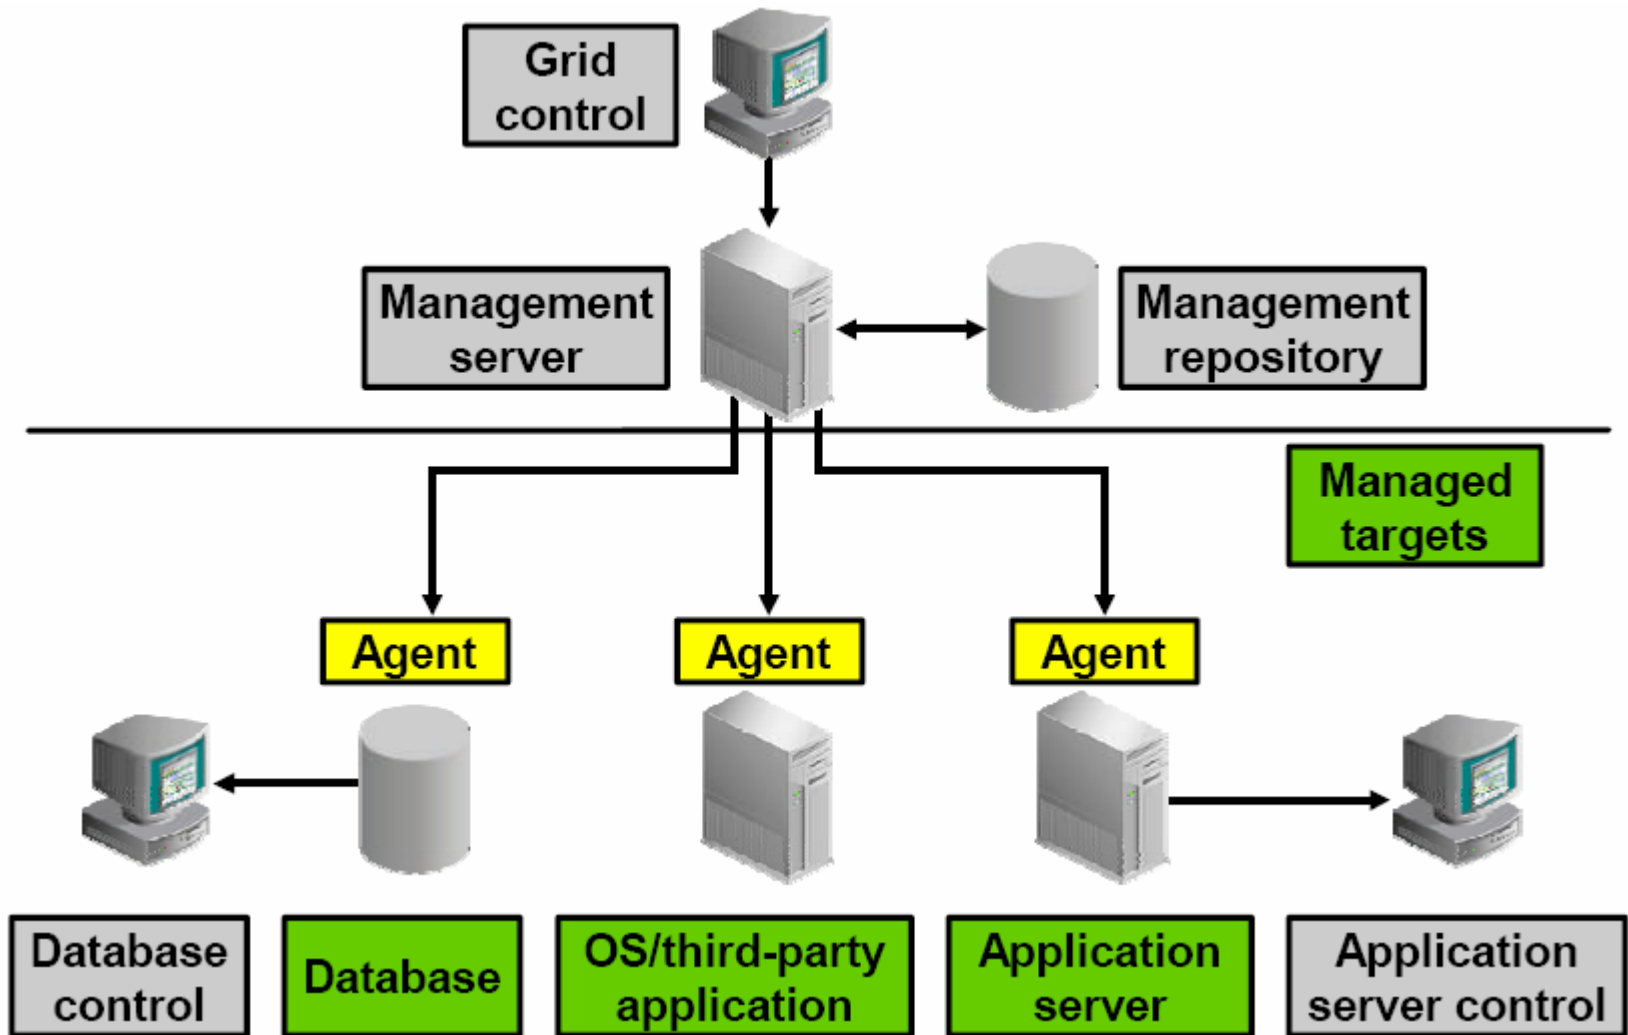 Grid
control
Management
server
Management
repository
Managed
targets
Agent
Agent
Agent
Database
control
Database
OS/third-party
application
Application
server
Application
server control